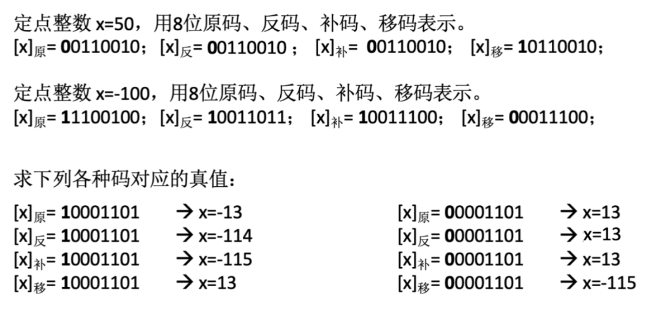 定点整数 x=50，用8位原码、反码、补码、移码表示。
[x]原= 00110010；[x]反= 00110010 ； [x]补= 00110010； [x]移= 10110010；
定点整数 x=-100，用8位原码、反码、补码、移码表示。
[x]原= 11100100；[x]反= 10011011； [x]补= 10011100； [x]移= 00011100；
求下列各种码对应的真值：
[x]原= 10001101 → x=-13 [x]原= 00001101 → x=13
[x]反= 10001101 → x=-114 [x]反= 00001101 → x=13
[x]补= 10001101 → x=-115 [x]补= 00001101 → x=13
[x]移= 10001101 → x=13 [x]移= 00001101 → x=-115